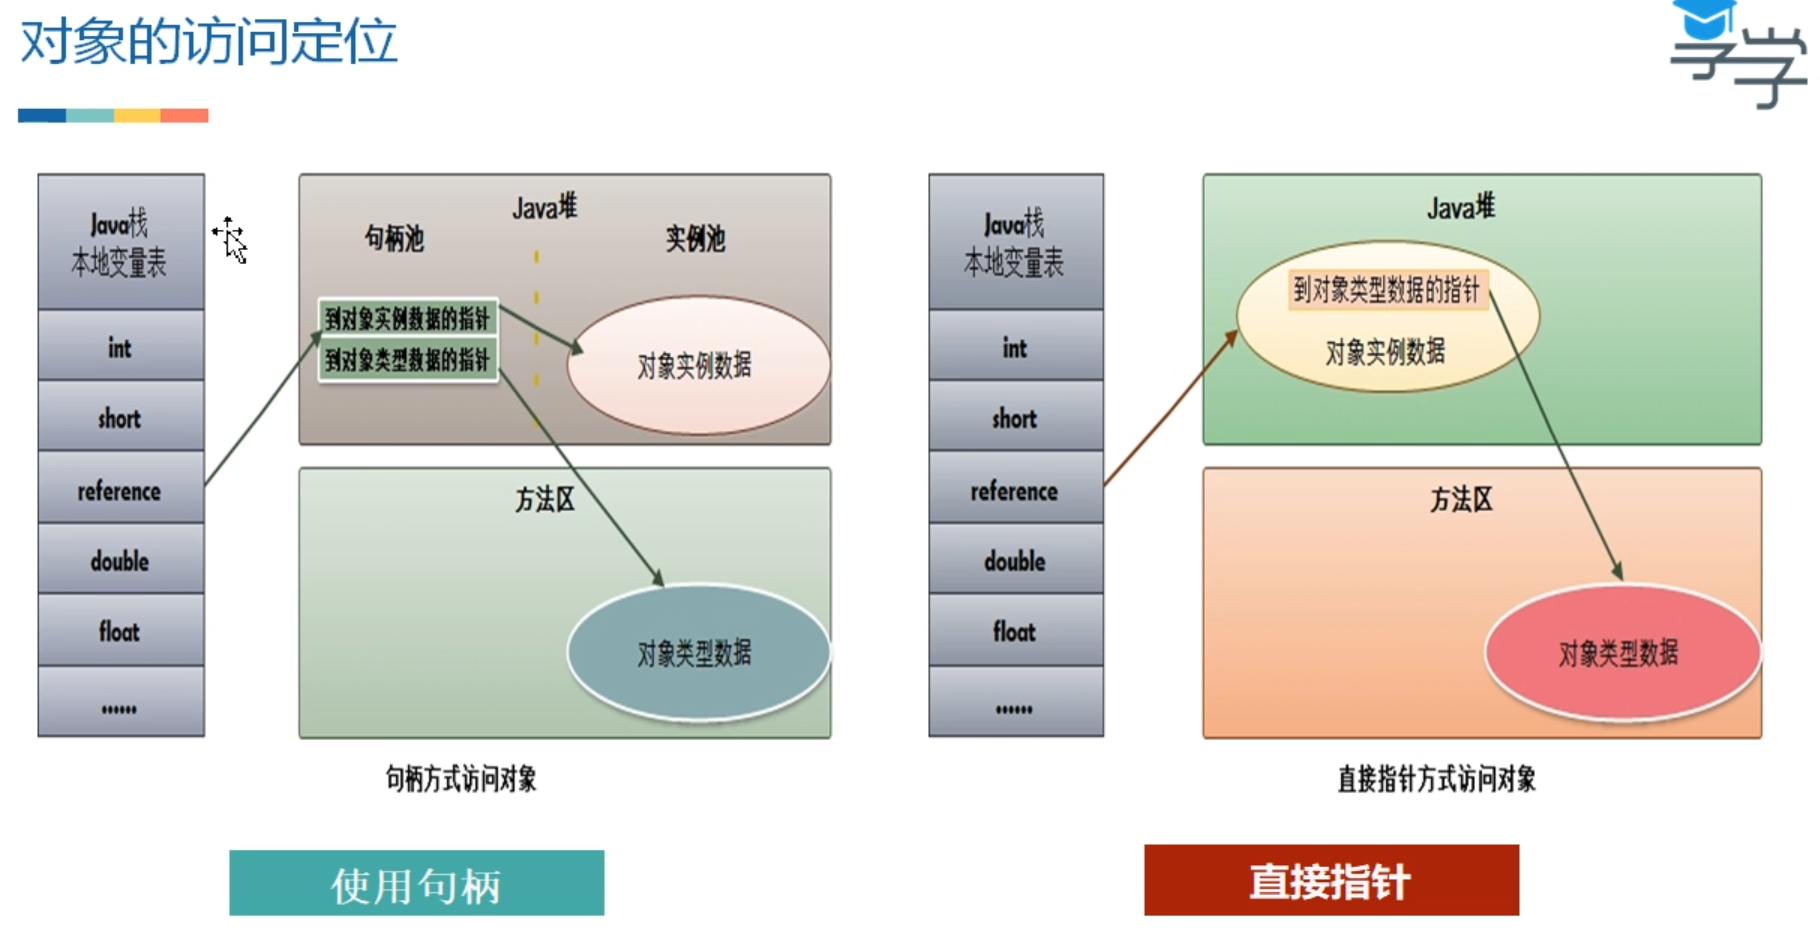 对象的访问定位
享学
Java栈
本地变量表
int
short
reference
double
float
......
Java堆
句柄池
实例池
到对象实例数据的指针
到对象类型数据的指针
对象实例数据
方法区
对象类型数据
句柄方式访问对象
使用句柄
Java栈
本地变量表
int
short
reference
double
float
......
Java堆
到对象类型数据的指针
对象实例数据
方法区
对象类型数据
直接指针方式访问对象
直接指针